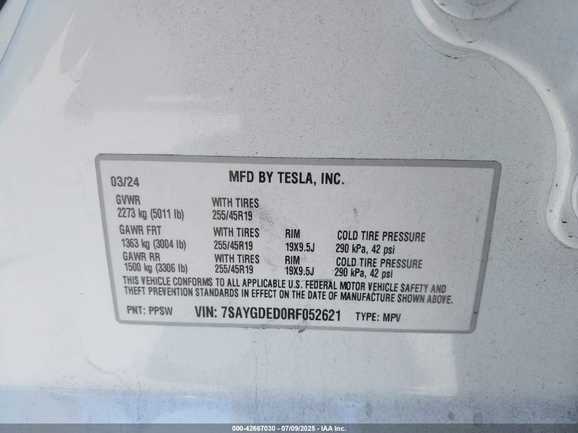 03/24 MFD BY TESLA, INC.
GVWR WITH TIRES
2273 kg (5011 lb) 255/45R19
GAWR FRT WITH TIRES RIM COLD TIRE PRESSURE
1363 kg (3004 lb) 255/45R19 19X9.5J 290 kPa, 42 psi
GAWR RR WITH TIRES RIM COLD TIRE PRESSURE
1500 kg (3306 lb) 255/45R19 19X9.5J 290 kPa, 42 psi
THIS VEHICLE CONFORMS TO ALL APPLICABLE U.S. FEDERAL MOTOR VEHICLE SAFETY AND
THEFT PREVENTION STANDARDS IN EFFECT ON THE DATE OF MANUFACTURE SHOWN ABOVE.
PNT: PPSW VIN: 7SAYGDED0RF052621 TYPE: MPV
000-42667030 - 07/09/2025 - IAA Inc.